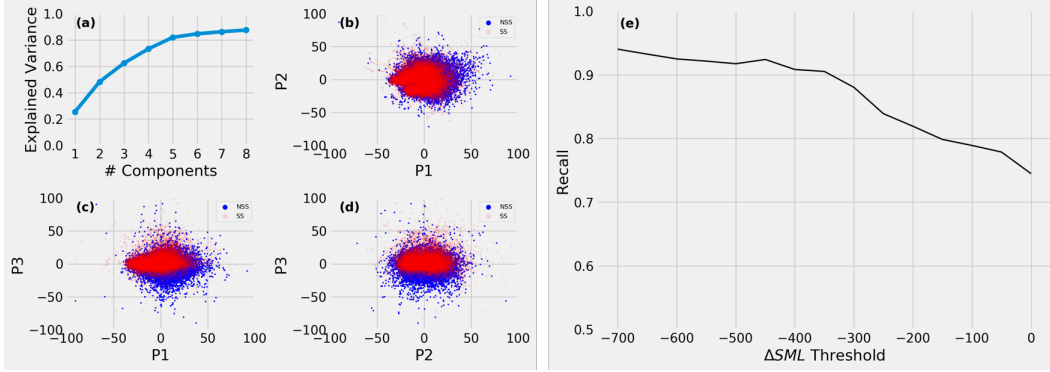 (a)
Explained Variance
1.0
0.8
0.6
0.4
0.2
0.0
1 2 3 4 5 6 7 8
# Components
(b)
NSS
SS
P2
100
50
0
−50
−100
−100 −50 0 50 100
P1
(c)
NSS
SS
P3
100
50
0
−50
−100
−100 −50 0 50 100
P1
(d)
NSS
SS
P3
100
50
0
−50
−100
−100 −50 0 50 100
P2
(e)
Recall
1.0
0.9
0.8
0.7
0.6
0.5
−700 −600 −500 −400 −300 −200 −100 0
ΔSML Threshold